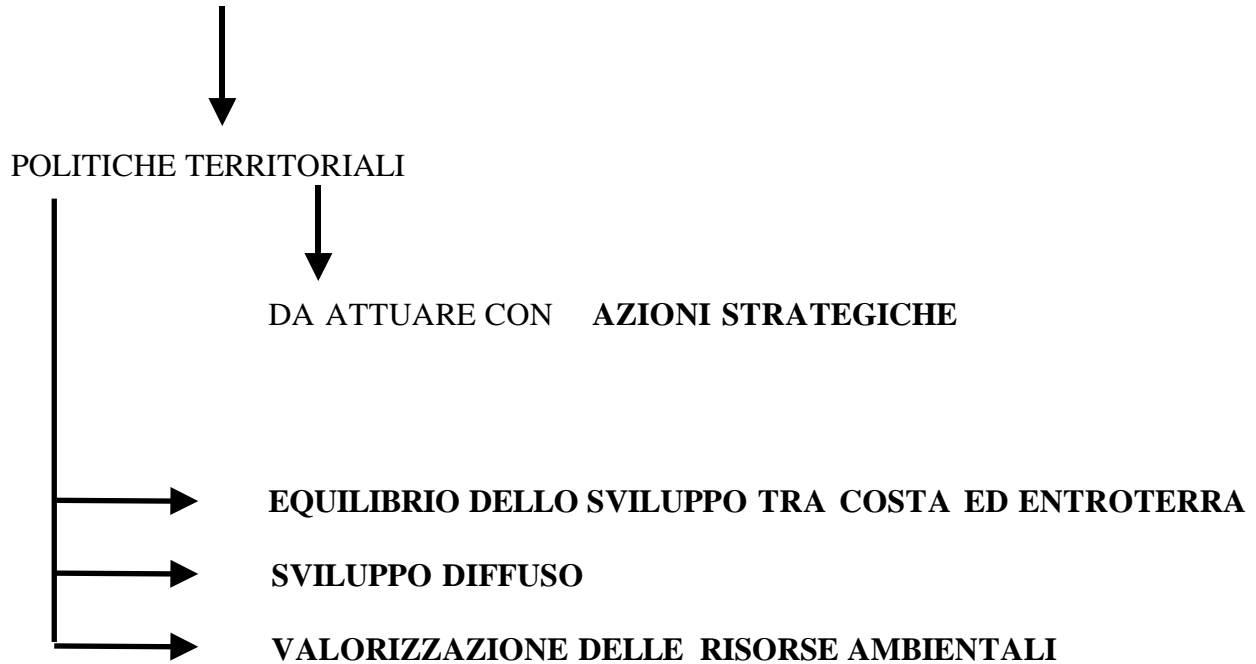 POLITICHE TERRITORIALI
DA ATTUARE CON AZIONI STRATEGICHE
EQUILIBRIO DELLO SVILUPPO TRA COSTA ED ENTROTERRA
SVILUPPO DIFFUSO
VALORIZZAZIONE DELLE RISORSE AMBIENTALI